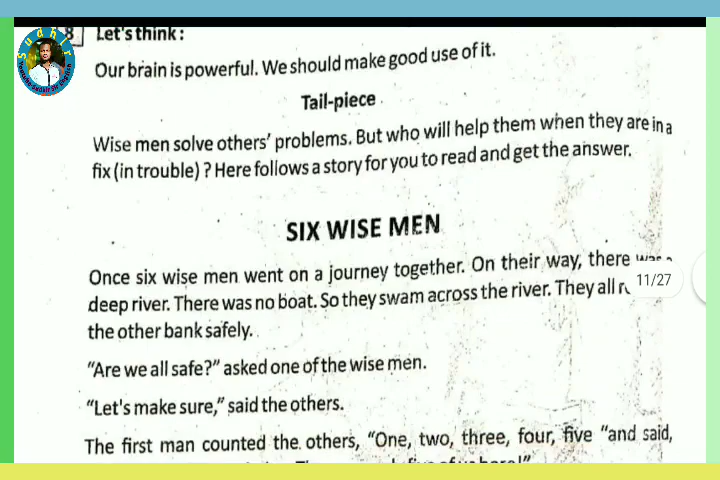 8 Let's think :
Our brain is powerful. We should make good use of it.
Tail-piece
Wise men solve others' problems. But who will help them when they are in a
fix (in trouble) ? Here follows a story for you to read and get the answer.
SIX WISE MEN
Once six wise men went on a journey together. On their way, there was a
deep river. There was no boat. So they swam across the river. They all
11/27
the other bank safely.
"Are we all safe?" asked one of the wise men.
"Let's make sure," said the others.
The first man counted the others, "One, two, three, four, five "and said,
Sudhir